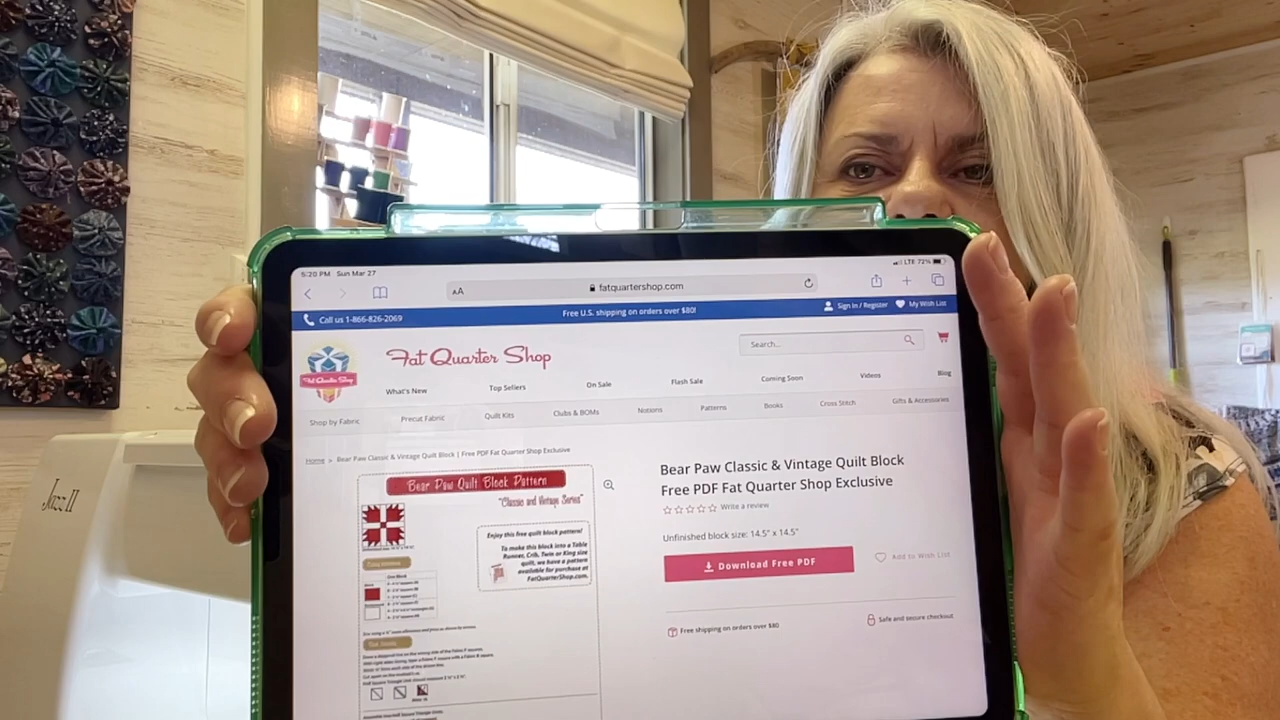 5:20 PM Sun Mar 27
LTE 72%
AA
fatquartershop.com
Call us 1-866-826-2069
Free U.S. shipping on orders over $80!
Sign In / Register
My Wish List
Fat Quarter Shop
Fat Quarter Shop
Search...
What's New
Top Sellers
On Sale
Flash Sale
Coming Soon
Videos
Blog
Shop by Fabric
Precut Fabric
Quilt Kits
Clubs & BOMs
Notions
Patterns
Books
Cross Stitch
Gifts & Accessories
Home > Bear Paw Classic & Vintage Quilt Block | Free PDF Fat Quarter Shop Exclusive
Bear Paw Quilt Block Pattern
"Classic and Vintage Series"
Enjoy this free quilt block pattern!
To make this block into a Table
Runner, Crib, Twin or King size
quilt, we have a pattern
available for purchase at
FatQuarterShop.com.
Bear Paw Classic & Vintage Quilt Block
Free PDF Fat Quarter Shop Exclusive
Write a review
Unfinished block size: 14.5" x 14.5"
Download Free PDF
Add to Wish List
Free shipping on orders over $80
Safe and secure checkout
Jazz II